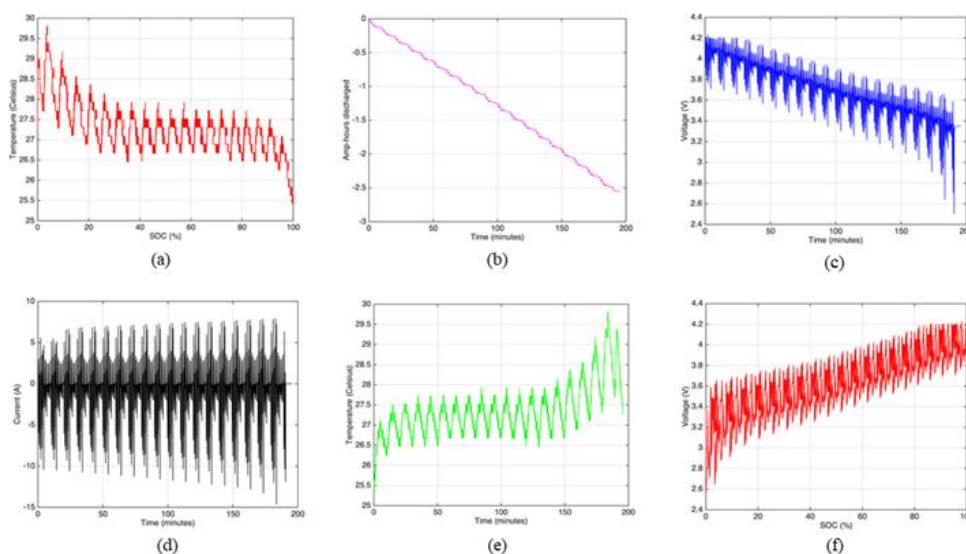 30
29.5
29
28.5
28
27.5
27
26.5
26
25.5
25
Temperature (Celsius)
0 20 40 60 80 100
SOC (%)
(a)
0
-0.5
-1
-1.5
-2
-2.5
-3
Amp-hours discharged
0 50 100 150 200
Time (minutes)
(b)
4.4
4.2
4
3.8
3.6
3.4
3.2
3
2.8
2.6
2.4
Voltage (V)
0 50 100 150 200
Time (minutes)
(c)
10
5
0
-5
-10
-15
Current (A)
0 50 100 150 200
Time (minutes)
(d)
30
29.5
29
28.5
28
27.5
27
26.5
26
25.5
25
Temperature (Celsius)
0 50 100 150 200
Time (minutes)
(e)
4.4
4.2
4
3.8
3.6
3.4
3.2
3
2.8
2.6
2.4
Voltage (V)
0 20 40 60 80 100
SOC (%)
(f)